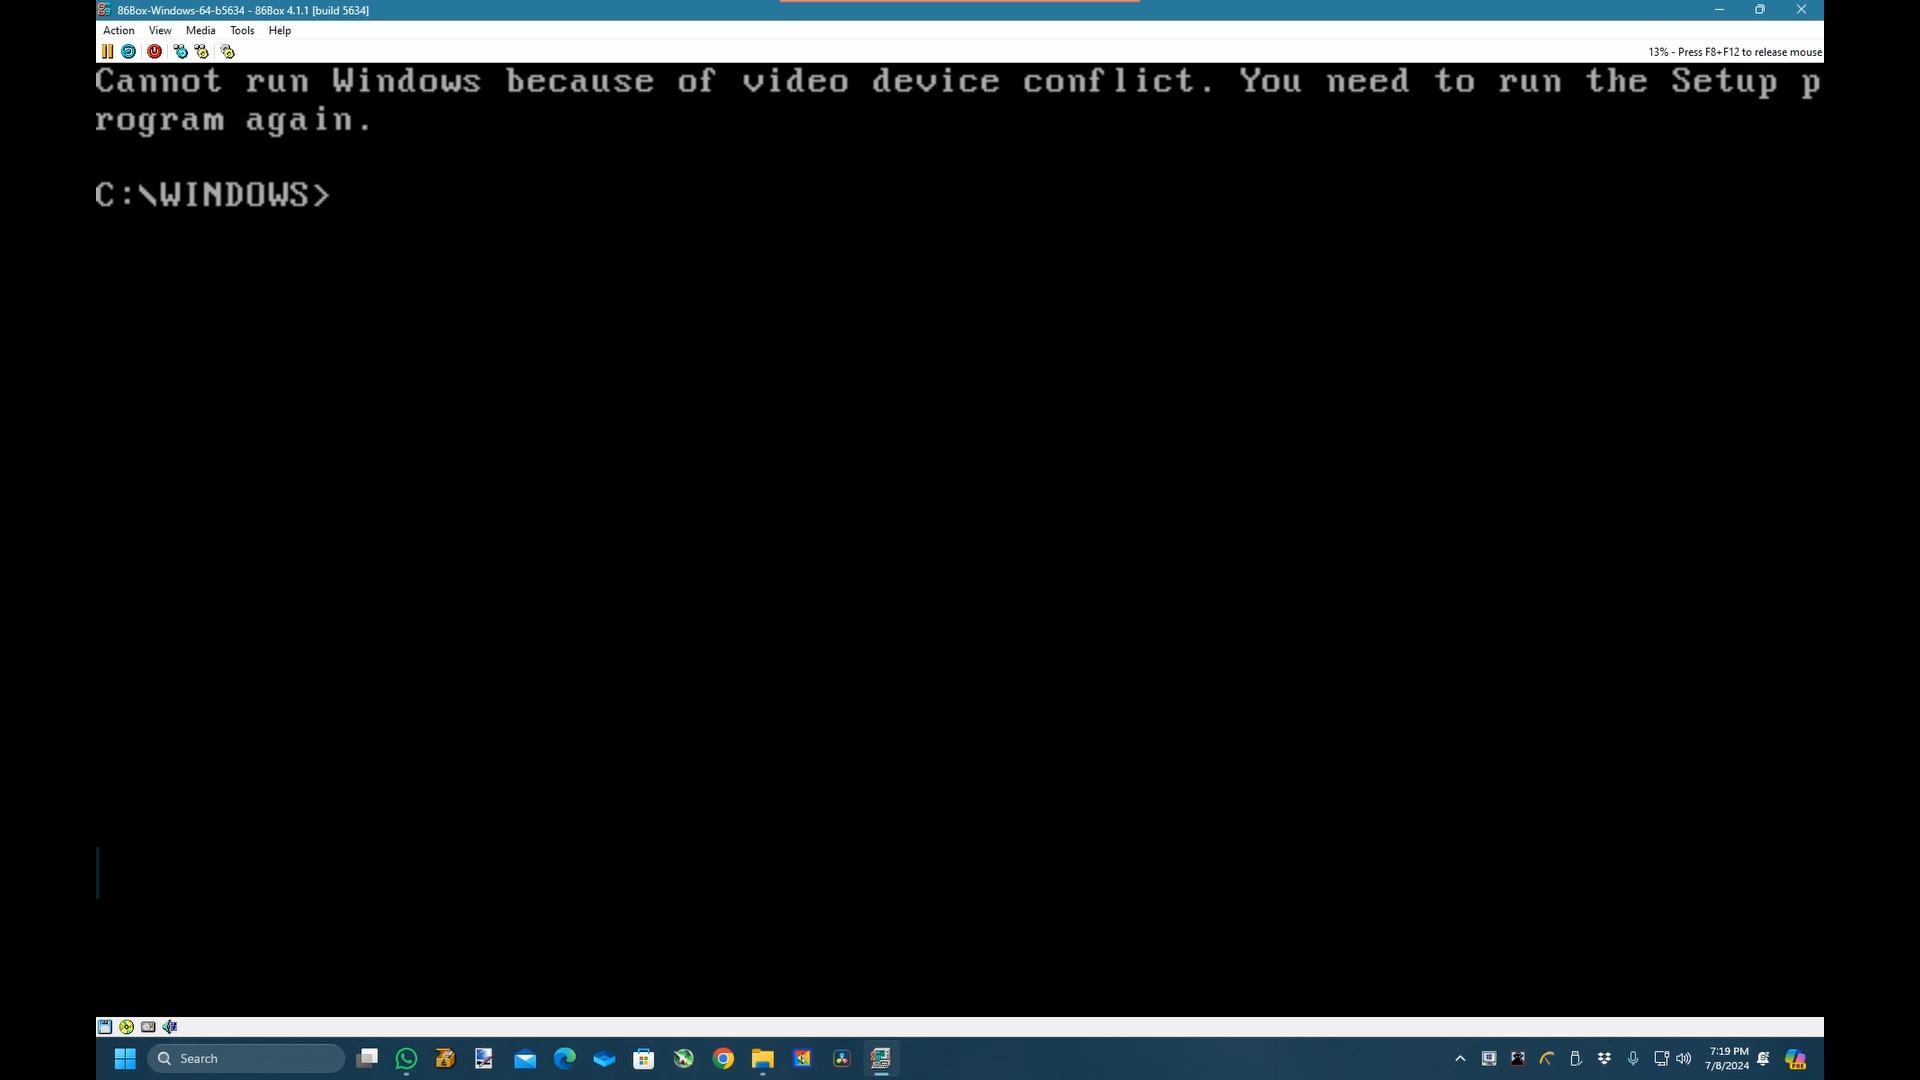 86Box-Windows-64-b5634 - 86Box 4.1.1 [build 5634]
Action View Media Tools Help
13% - Press F8+F12 to release mouse
Cannot run Windows because of video device conflict. You need to run the Setup p
rogram again.
C:\WINDOWS>
Search
7:19 PM
7/8/2024
PRE